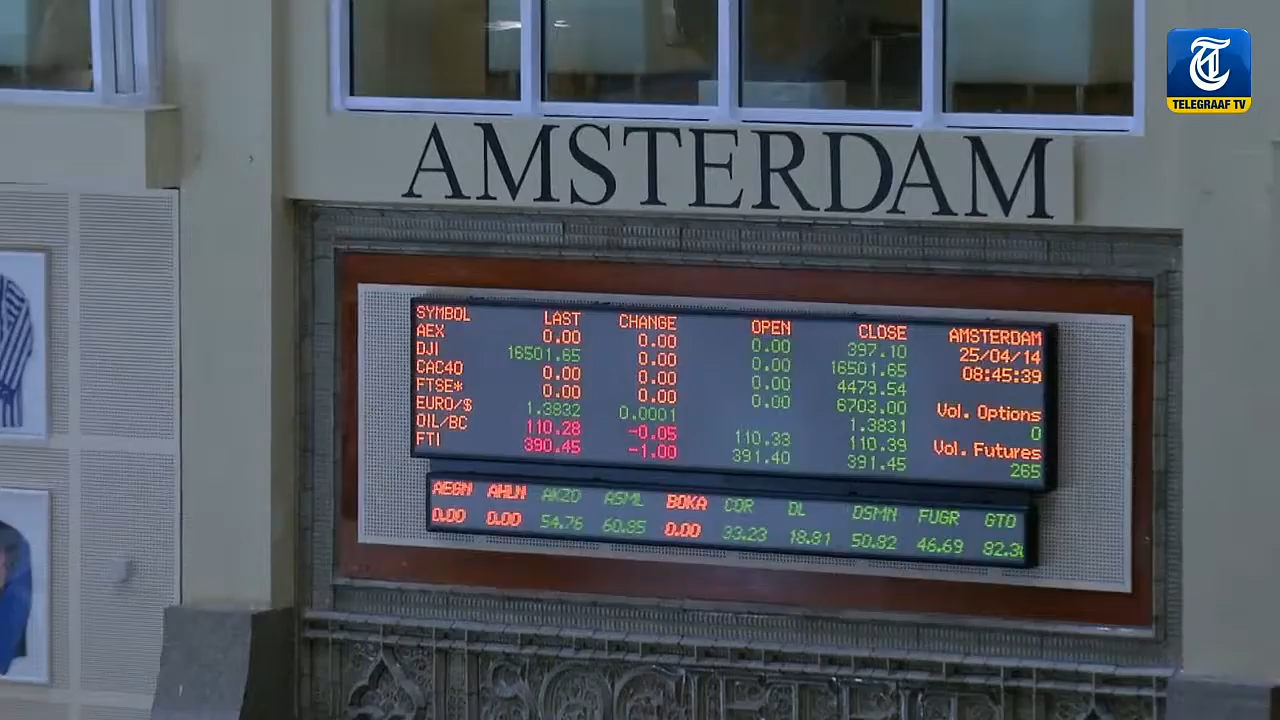 TELEGRAAF TV
AMSTERDAM
SYMBOL LAST CHANGE OPEN CLOSE AMSTERDAM
AEX 0.00 0.00 0.00 397.10 25/04/14
DJI 16501.65 0.00 0.00 16501.65 08:45:39
CAC40 0.00 0.00 0.00 4479.54
FTSE* 0.00 0.00 0.00 6703.00 Vol. Options
EURO/$ 1.3832 0.0001 1.3831 0
OIL/BC 110.28 -0.05 110.33 110.39 Vol. Futures
FTI 390.45 -1.00 391.40 391.45 265
AEGN AHLN AKZO ASML BOKA COR DL DSMN FUGR GTO
0.00 0.00 54.76 60.95 0.00 33.23 18.91 50.92 46.69